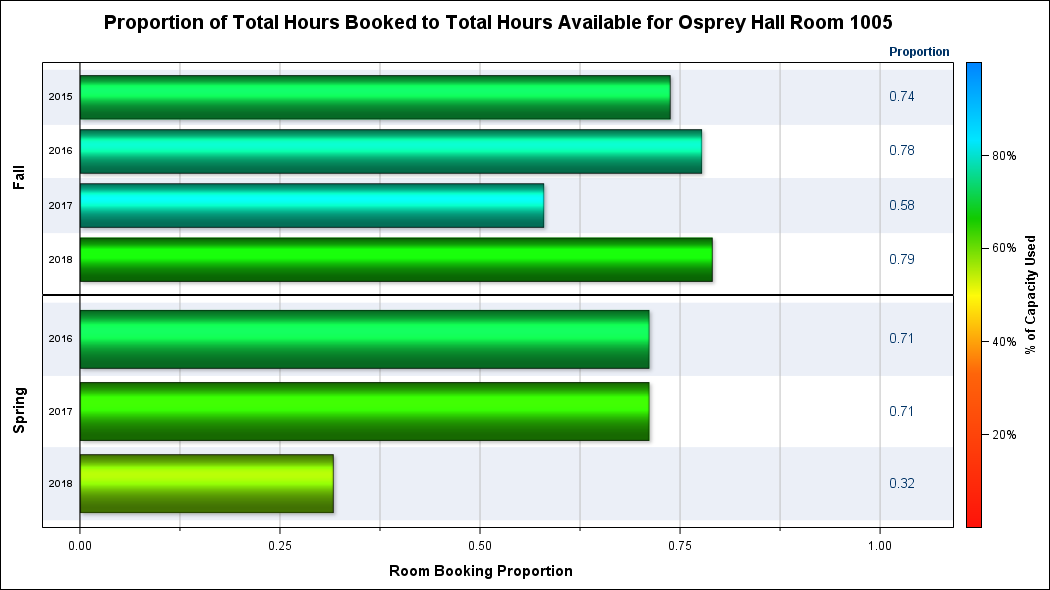 Proportion of Total Hours Booked to Total Hours Available for Osprey Hall Room 1005
Proportion
Fall
2015 0.74
2016 0.78
2017 0.58
2018 0.79
Spring
2016 0.71
2017 0.71
2018 0.32
0.00 0.25 0.50 0.75 1.00
Room Booking Proportion
80%
60%
40%
20%
% of Capacity Used